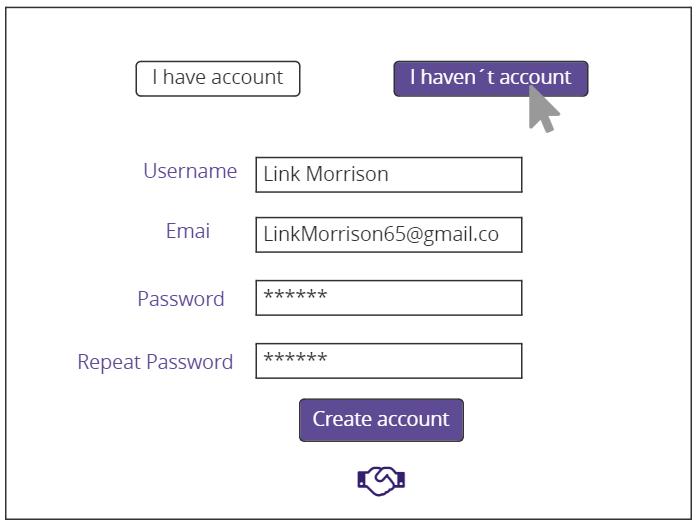 I have account
I haven´t account
Username
Link Morrison
Emai
LinkMorrison65@gmail.co
Password
******
Repeat Password
******
Create account